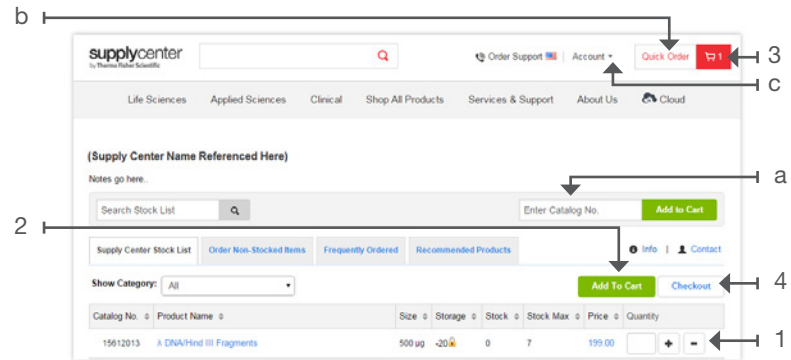 b
supplycenter
by Thermo Fisher Scientific
Order Support
Account
Quick Order
1
3
c
Life Sciences Applied Sciences Clinical Shop All Products Services & Support About Us Cloud
(Supply Center Name Referenced Here)
Notes go here..
a
Search Stock List
Enter Catalog No. Add to Cart
2
Supply Center Stock List Order Non-Stocked Items Frequently Ordered Recommended Products Info | Contact
Show Category: All Add To Cart Checkout
4
Catalog No. Product Name Size Storage Stock Stock Max Price Quantity
15612013 λ DNA/Hind III Fragments 500 µg -20 0 7 199.00 + -
1